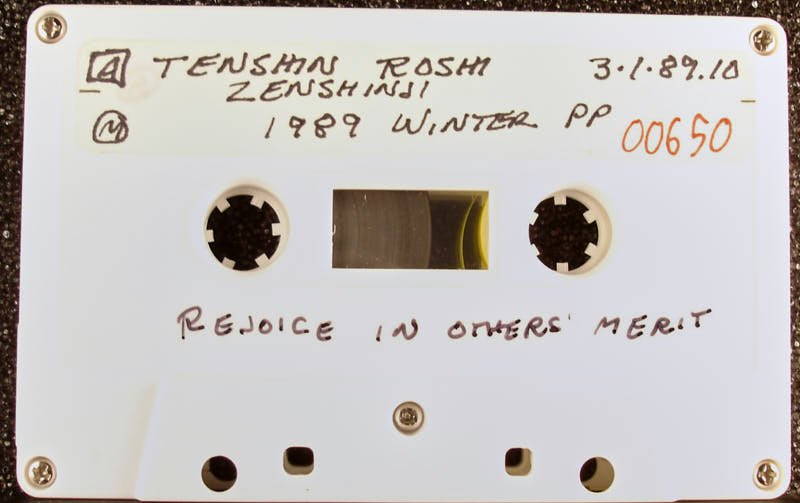 A TENSHIN ROSHI 3.1.89.10
ZENSHINJI
M 1989 WINTER PP 00650
REJOICE IN OTHERS' MERIT